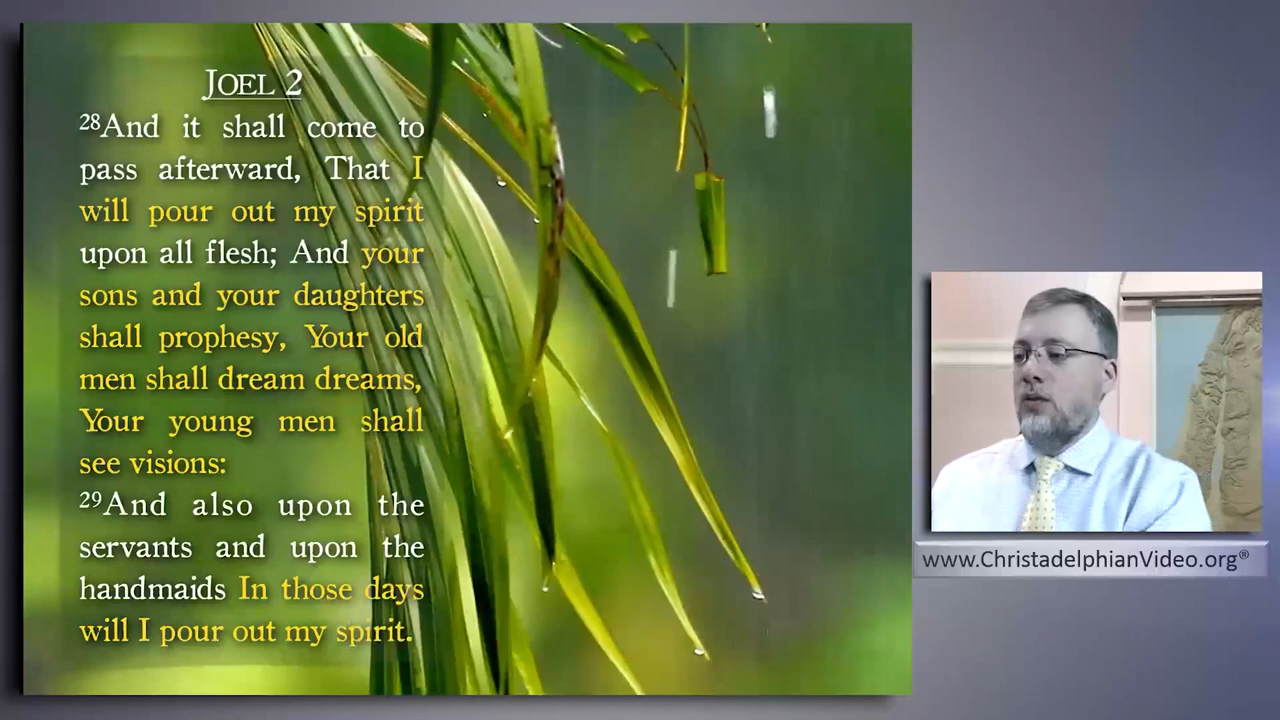 JOEL 2
²⁸And it shall come to
pass afterward, That I
will pour out my spirit
upon all flesh; And your
sons and your daughters
shall prophesy, Your old
men shall dream dreams,
Your young men shall
see visions:
²⁹And also upon the
servants and upon the
handmaids In those days
will I pour out my spirit.
www.ChristadelphianVideo.org®